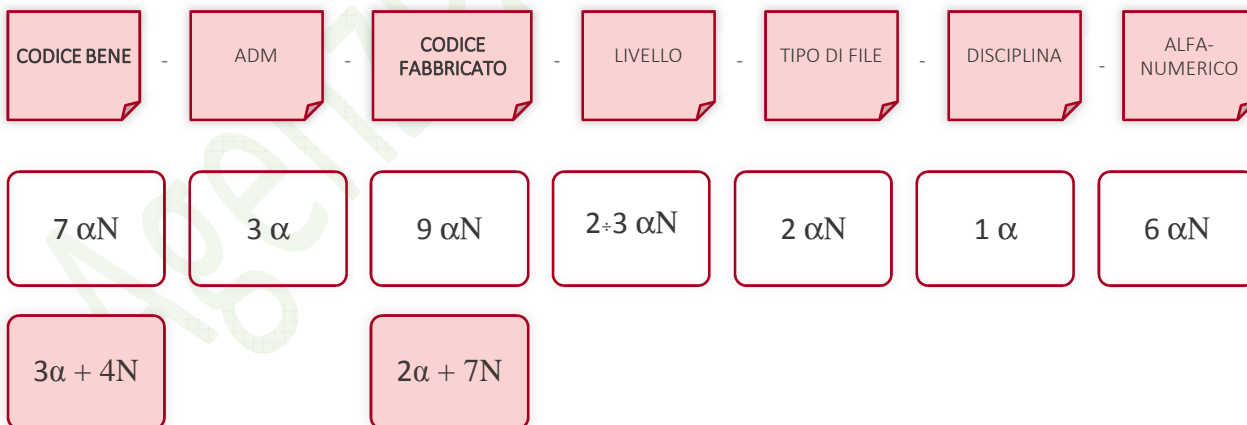 CODICE BENE - ADM - CODICE FABBRICATO - LIVELLO - TIPO DI FILE - DISCIPLINA - ALFA-NUMERICO
7 αN 3 α 9 αN 2÷3 αN 2 αN 1 α 6 αN
3α + 4N 2α + 7N
Agenzi